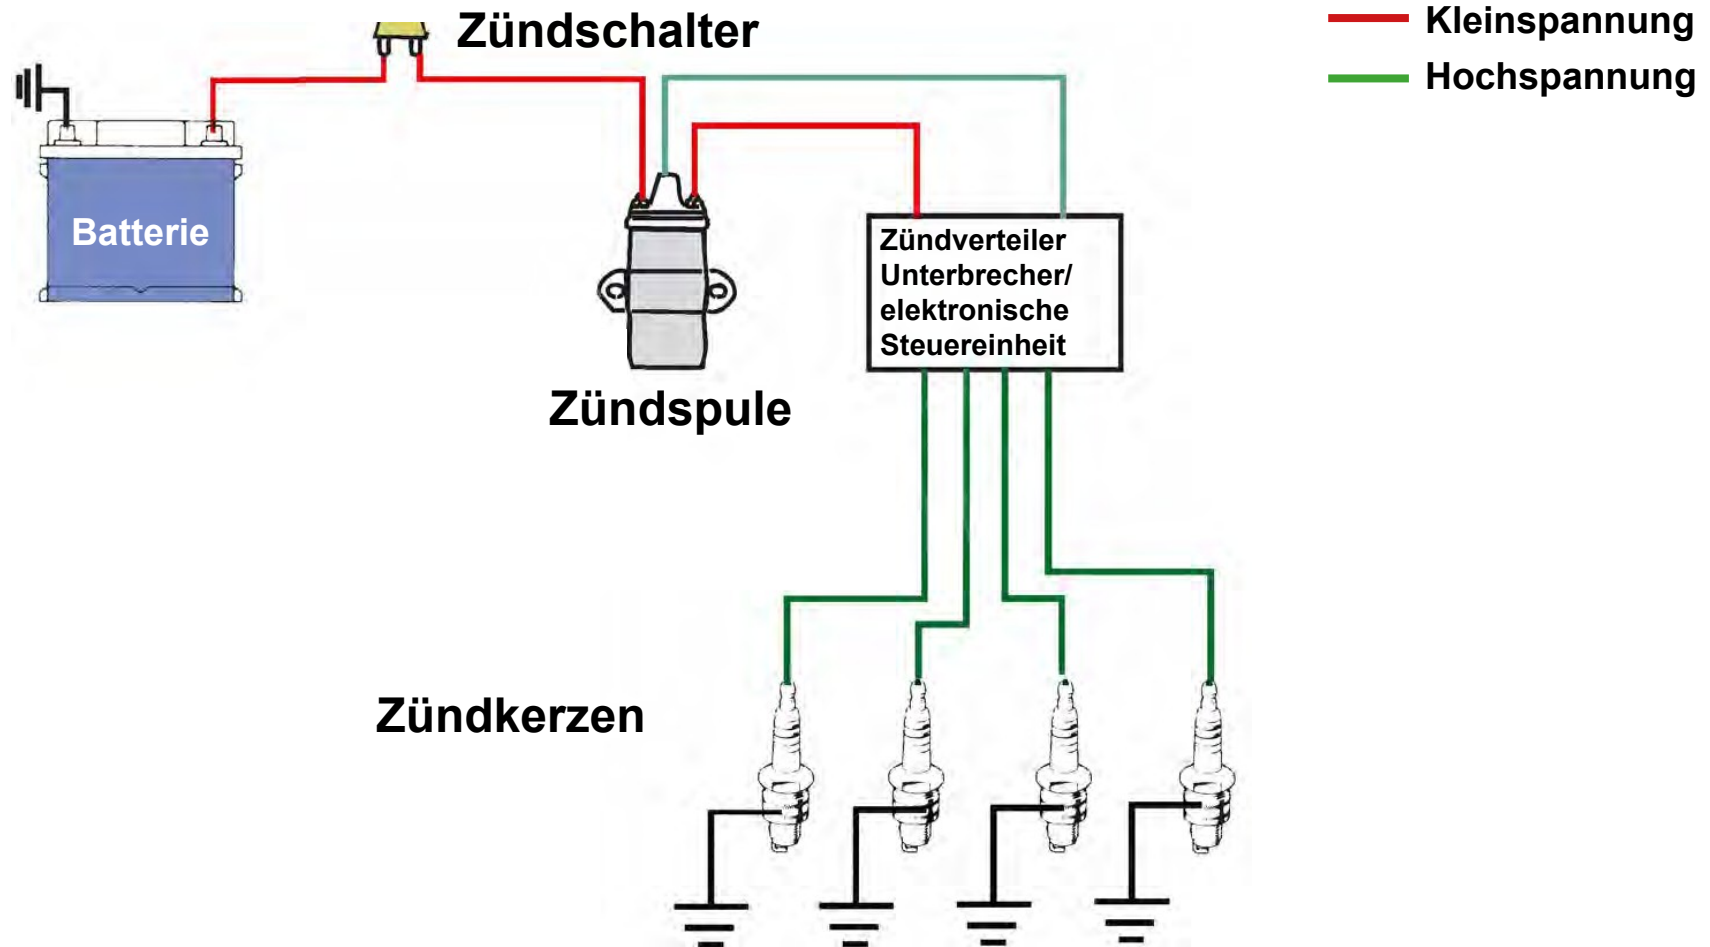 Zündschalter
Kleinspannung
Hochspannung
Batterie
Zündverteiler
Unterbrecher/
elektronische
Steuereinheit
Zündspule
Zündkerzen